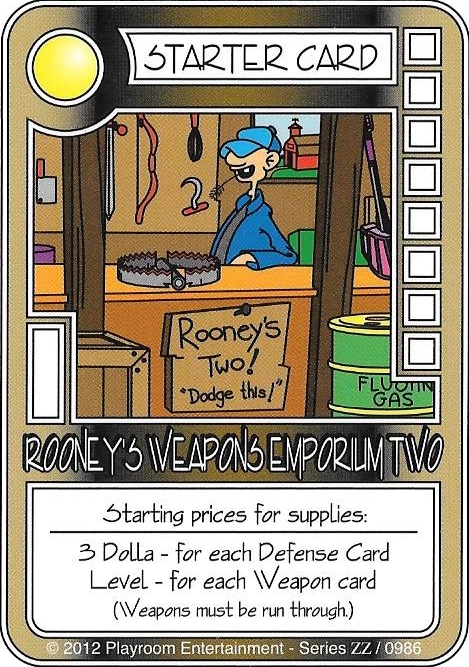 STARTER CARD
Rooney's
Two!
"Dodge this!"
GAS
ROONEY'S WEAPONS EMPORIUM TWO
Starting prices for supplies:
3 Dolla - for each Defense Card
Level - for each Weapon card
(Weapons must be run through.)
© 2012 Playroom Entertainment - Series ZZ / 0986